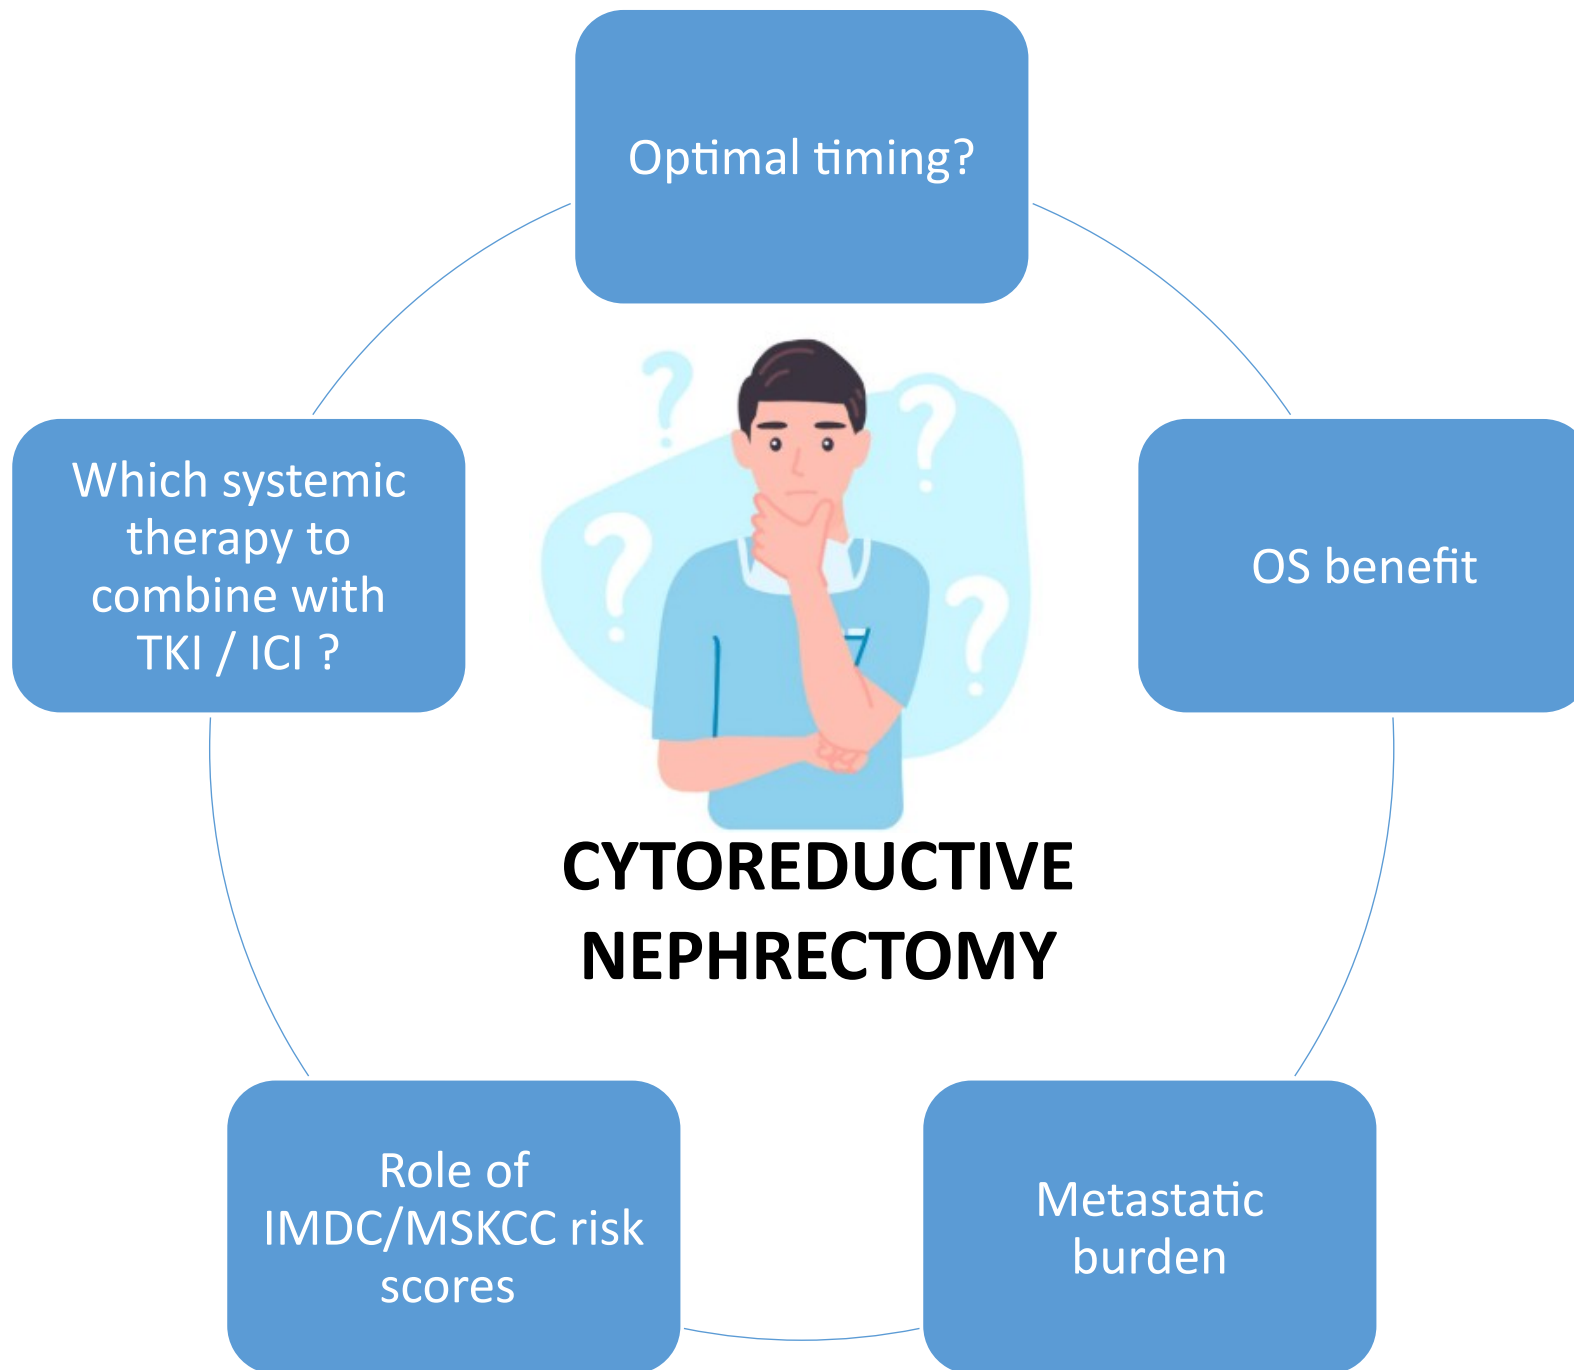 Optimal timing?
Which systemic
therapy to
combine with
TKI / ICI ?
OS benefit
CYTOREDUCTIVE
NEPHRECTOMY
Role of
IMDC/MSKCC risk
scores
Metastatic
burden